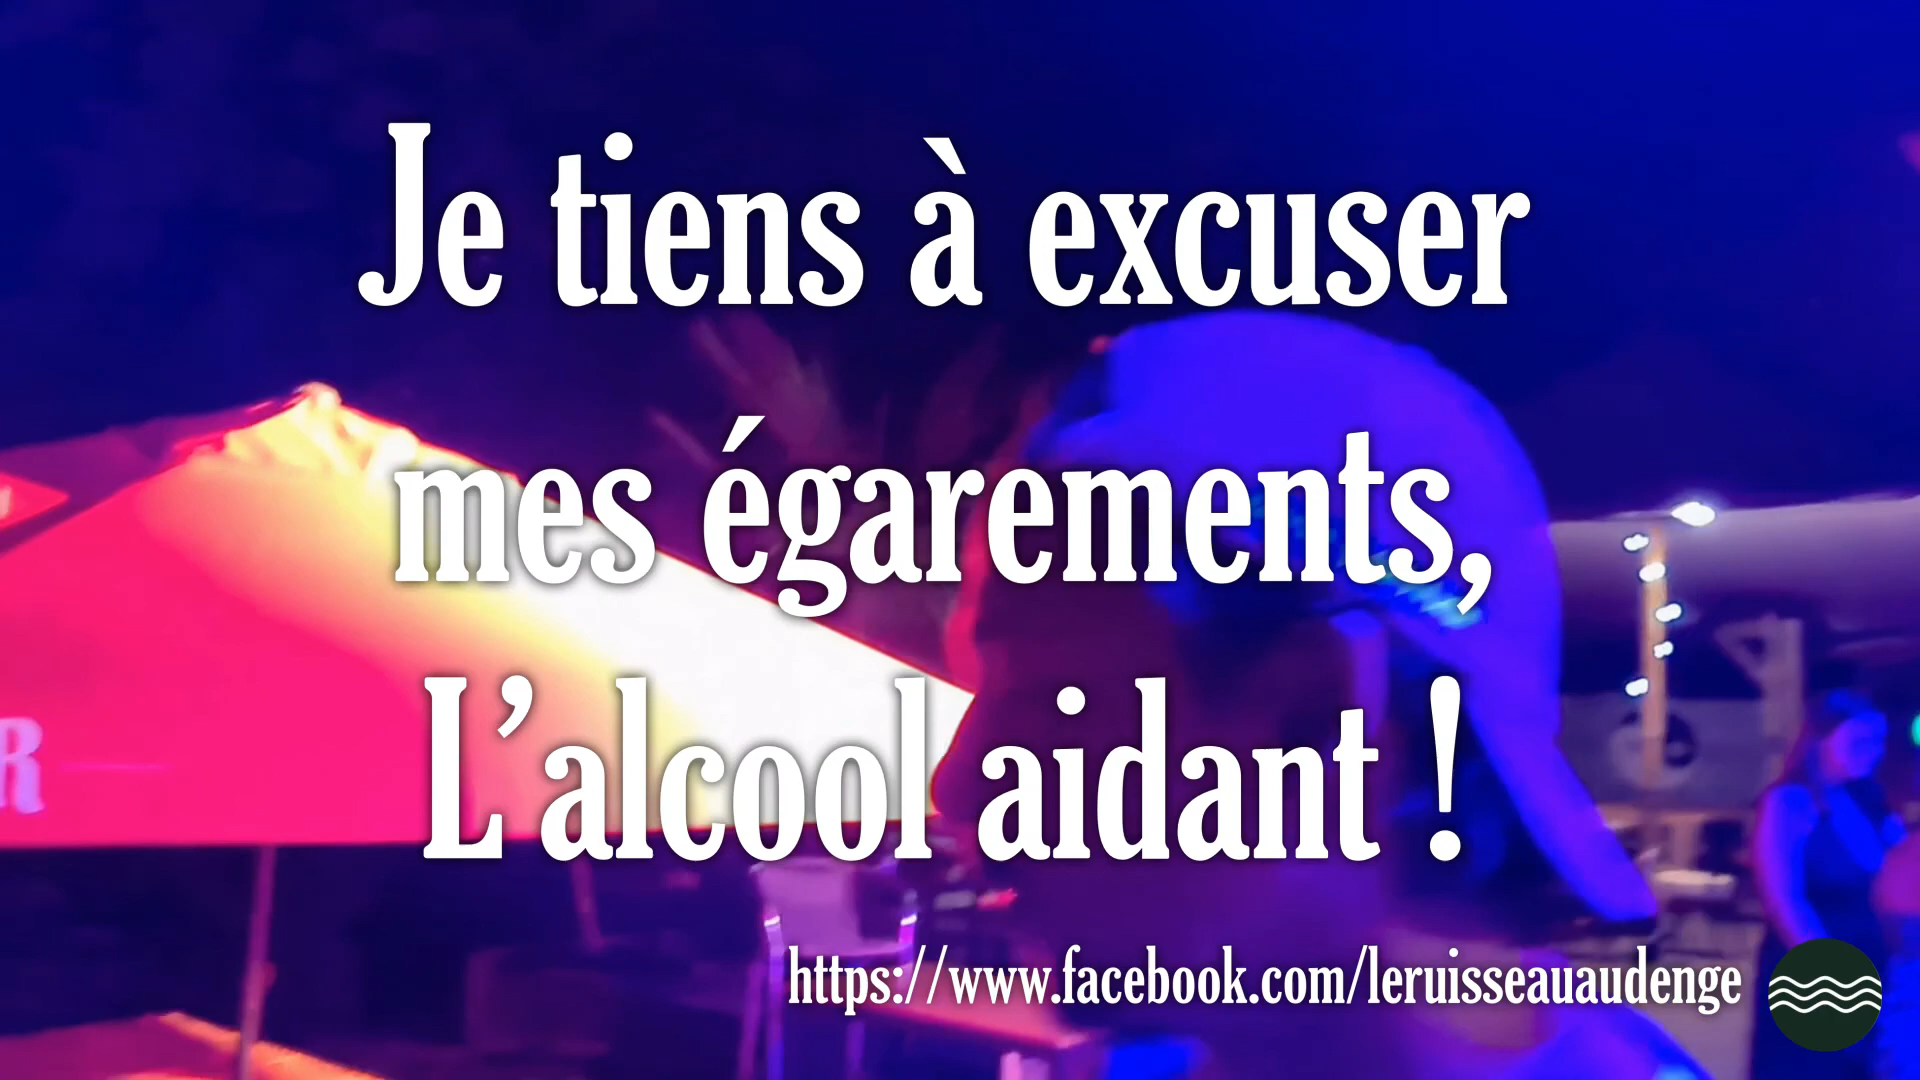 Je tiens à excuser
mes égarements,
L'alcool aidant !
R
https://www.facebook.com/leruisseauaudenge